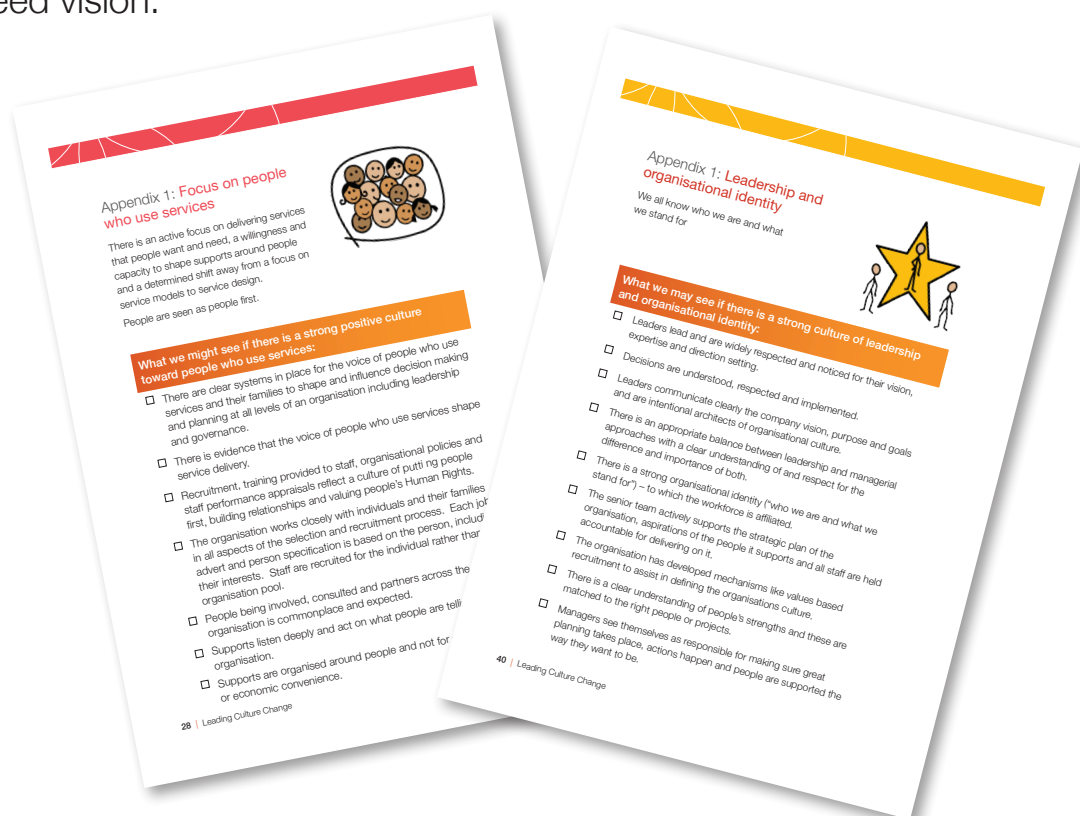 eed vision.
Appendix 1: Focus on people
who use services
There is an active focus on delivering services
that people want and need, a willingness and
capacity to shape supports around people
and a determined shift away from a focus on
service models to service design.
People are seen as people first.
What we might see if there is a strong positive culture
toward people who use services:
There are clear systems in place for the voice of people who use
services and their families to shape and influence decision making
and planning at all levels of an organisation including leadership
and governance.
There is evidence that the voice of people who use services shape
service delivery.
Recruitment, training provided to staff, organisational policies and
staff performance appraisals reflect a culture of putti ng people
first, building relationships and valuing people's Human Rights.
The organisation works closely with individuals and their families
in all aspects of the selection and recruitment process. Each job
advert and person specification is based on the person, includi
their interests. Staff are recruited for the individual rather than
organisation pool.
People being involved, consulted and partners across the
organisation is commonplace and expected.
Supports listen deeply and act on what people are telli
organisation.
Supports are organised around people and not for
or economic convenience.
28 | Leading Culture Change
Appendix 1: Leadership and
organisational identity
We all know who we are and what
we stand for
What we may see if there is a strong culture of leadership
and organisational identity:
Leaders lead and are widely respected and noticed for their vision,
expertise and direction setting.
Decisions are understood, respected and implemented.
Leaders communicate clearly the company vision, purpose and goals
and are intentional architects of organisational culture.
There is an appropriate balance between leadership and managerial
approaches with a clear understanding of and respect for the
difference and importance of both.
There is a strong organisational identity ("who we are and what we
stand for") – to which the workforce is affiliated.
The senior team actively supports the strategic plan of the
organisation, aspirations of the people it supports and all staff are held
accountable for delivering on it.
The organisation has developed mechanisms like values based
recruitment to assist in defining the organisations culture.
There is a clear understanding of people's strengths and these are
matched to the right people or projects.
Managers see themselves as responsible for making sure great
planning takes place, actions happen and people are supported the
way they want to be.
40 | Leading Culture Change